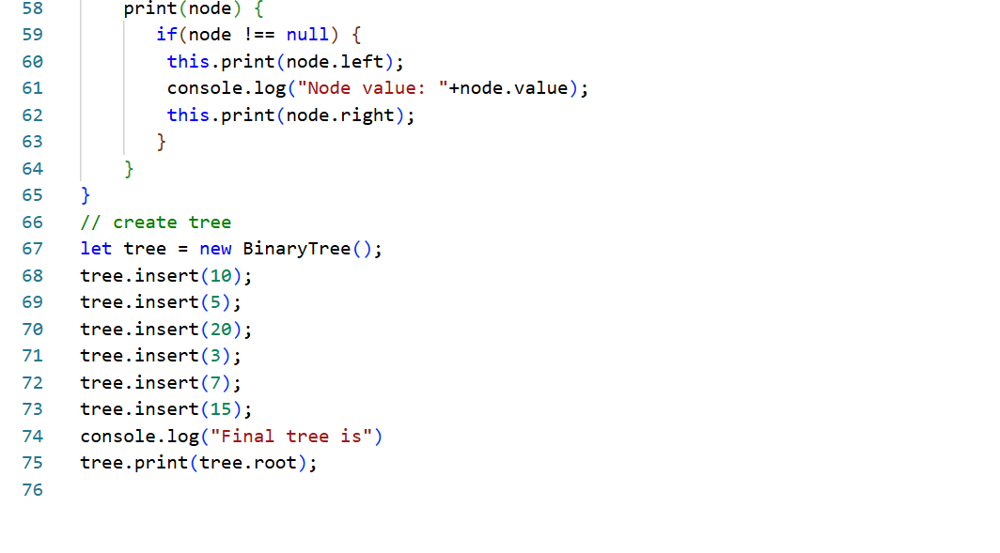 58 print(node) {
59 if(node !== null) {
60 this.print(node.left);
61 console.log("Node value: "+node.value);
62 this.print(node.right);
63 }
64 }
65 }
66 // create tree
67 let tree = new BinaryTree();
68 tree.insert(10);
69 tree.insert(5);
70 tree.insert(20);
71 tree.insert(3);
72 tree.insert(7);
73 tree.insert(15);
74 console.log("Final tree is")
75 tree.print(tree.root);
76